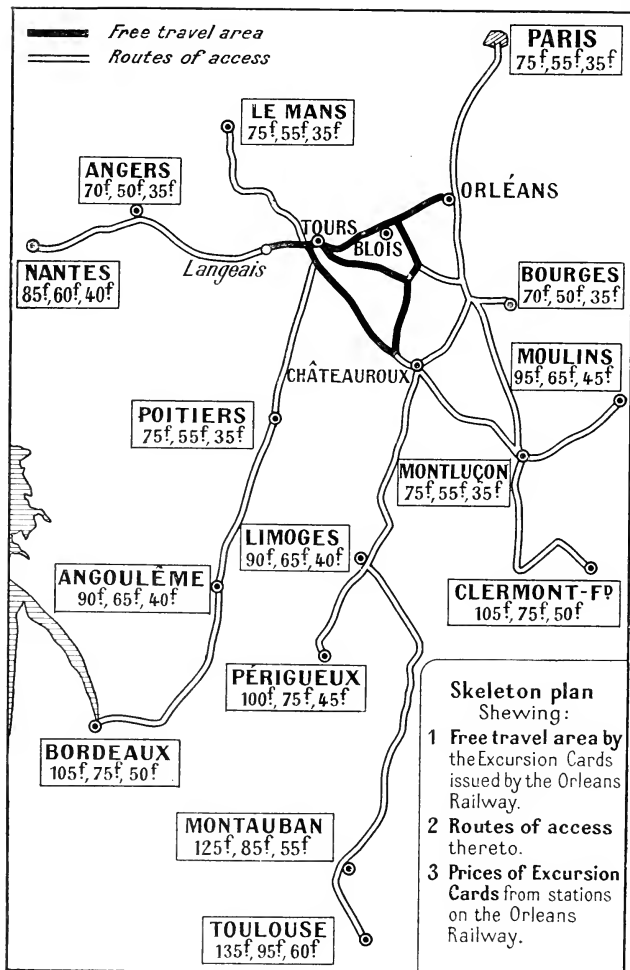 Free travel area
Routes of access
PARIS
75f,55f,35f
LE MANS
75f,55f,35f
ANGERS
70f,50f,35f
ORLÉANS
TOURS
BLOIS
Langeais
NANTES
85f,60f,40f
BOURGES
70f,50f,35f
MOULINS
95f,65f,45f
CHÂTEAUROUX
POITIERS
75f,55f,35f
MONTLUÇON
75f,55f,35f
LIMOGES
90f,65f,40f
ANGOULÊME
90f,65f,40f
CLERMONT-FD
105f,75f,50f
PÉRIGUEUX
100f,75f,45f
BORDEAUX
105f,75f,50f
MONTAUBAN
125f,85f,55f
TOULOUSE
135f,95f,60f
Skeleton plan
Shewing:
1 Free travel area by
the Excursion Cards
issued by the Orleans
Railway.
2 Routes of access
thereto.
3 Prices of Excursion
Cards from stations
on the Orleans
Railway.